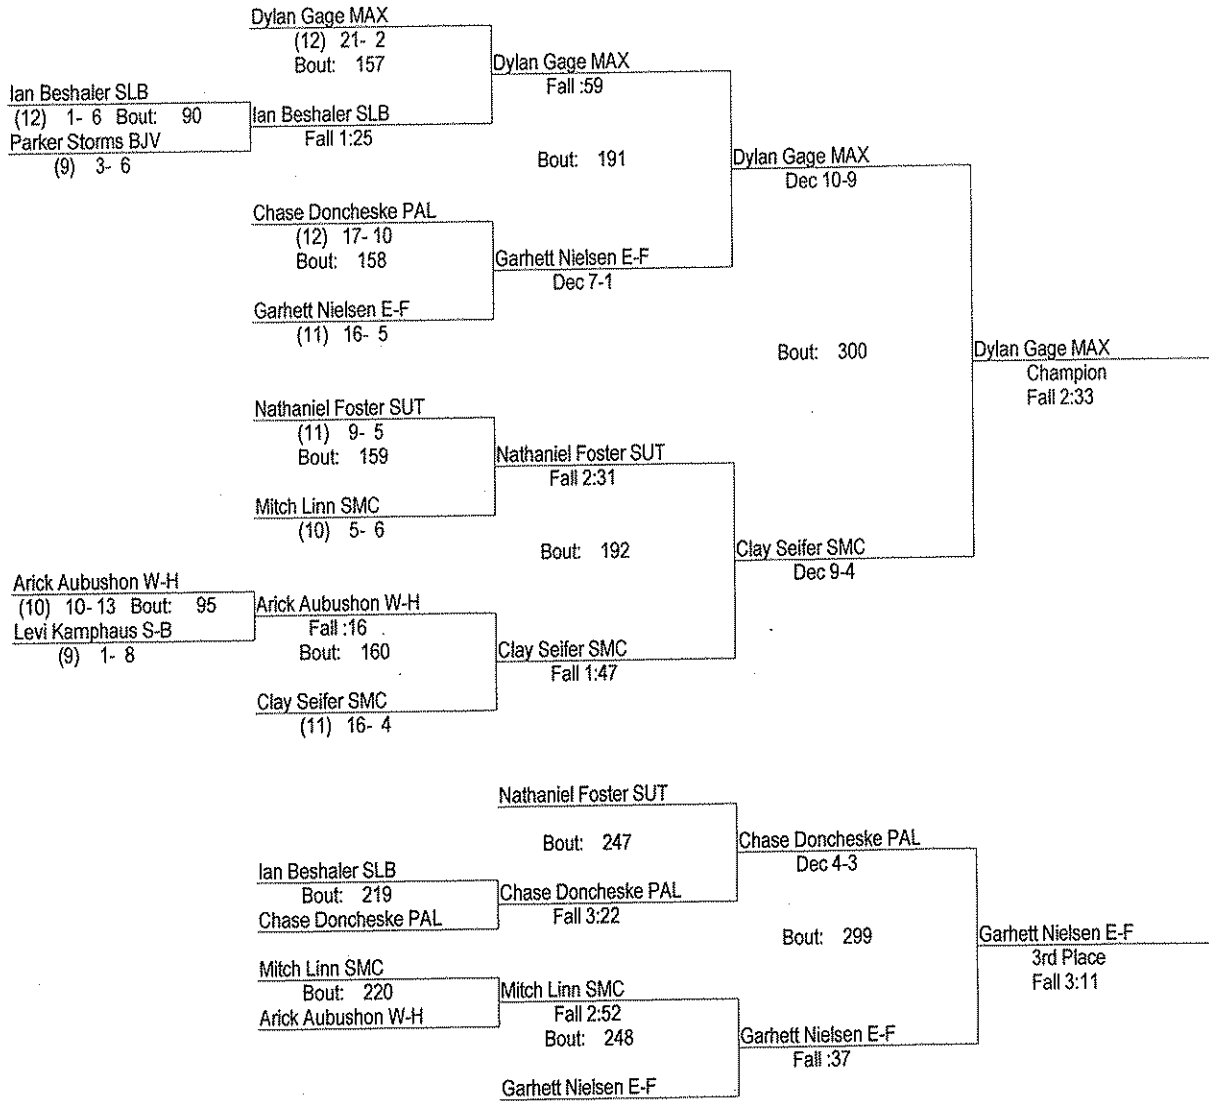 Dylan Gage MAX
(12) 21- 2
Bout: 157
Dylan Gage MAX
Fall :59
Ian Beshaler SLB
(12) 1- 6 Bout: 90
Ian Beshaler SLB
Fall 1:25
Parker Storms BJV
(9) 3- 6
Bout: 191
Dylan Gage MAX
Dec 10-9
Chase Doncheske PAL
(12) 17- 10
Bout: 158
Garhett Nielsen E-F
Dec 7-1
Garhett Nielsen E-F
(11) 16- 5
Bout: 300
Dylan Gage MAX
Champion
Fall 2:33
Nathaniel Foster SUT
(11) 9- 5
Bout: 159
Nathaniel Foster SUT
Fall 2:31
Mitch Linn SMC
(10) 5- 6
Bout: 192
Clay Seifer SMC
Dec 9-4
Arick Aubushon W-H
(10) 10- 13 Bout: 95
Arick Aubushon W-H
Fall :16
Levi Kamphaus S-B
(9) 1- 8
Bout: 160
Clay Seifer SMC
Fall 1:47
Clay Seifer SMC
(11) 16- 4
Nathaniel Foster SUT
Bout: 247
Chase Doncheske PAL
Dec 4-3
Ian Beshaler SLB
Bout: 219
Chase Doncheske PAL
Chase Doncheske PAL
Fall 3:22
Bout: 299
Garhett Nielsen E-F
3rd Place
Fall 3:11
Mitch Linn SMC
Bout: 220
Arick Aubushon W-H
Mitch Linn SMC
Fall 2:52
Bout: 248
Garhett Nielsen E-F
Fall :37
Garhett Nielsen E-F